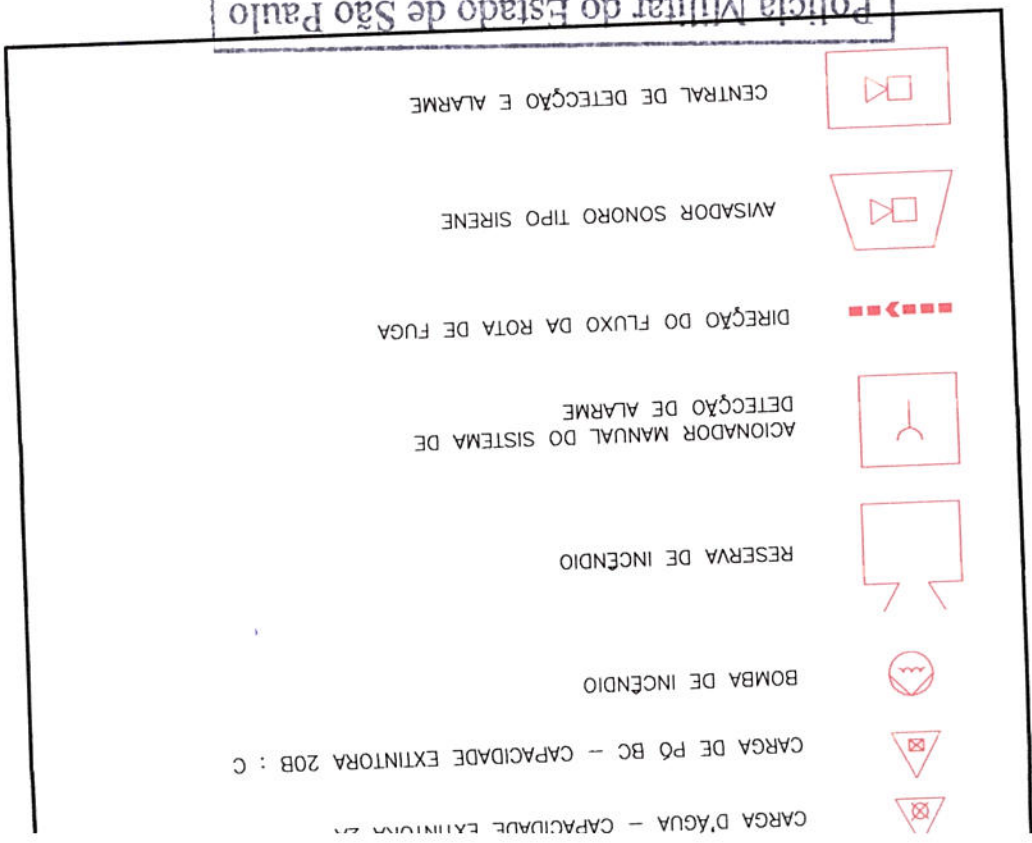 CARGA D'ÁGUA – CAPACIDADE EXTINTORA 2A
CARGA DE PÓ BC – CAPACIDADE EXTINTORA 20B : C
BOMBA DE INCÊNDIO
RESERVA DE INCÊNDIO
ACIONADOR MANUAL DO SISTEMA DE
DETECÇÃO DE ALARME
DIREÇÃO DO FLUXO DA ROTA DE FUGA
AVISADOR SONORO TIPO SIRENE
CENTRAL DE DETECÇÃO E ALARME
Polícia Militar do Estado de São Paulo